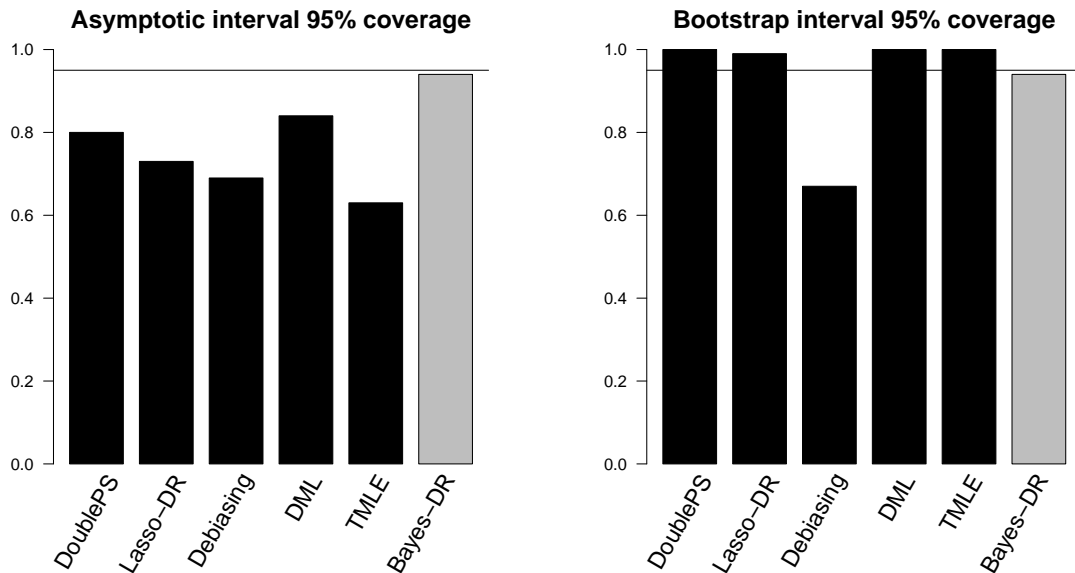 Asymptotic interval 95% coverage
1.0
0.8
0.6
0.4
0.2
0.0
DoublePS
Lasso−DR
Debiasing
DML
TMLE
Bayes−DR
Bootstrap interval 95% coverage
1.0
0.8
0.6
0.4
0.2
0.0
DoublePS
Lasso−DR
Debiasing
DML
TMLE
Bayes−DR